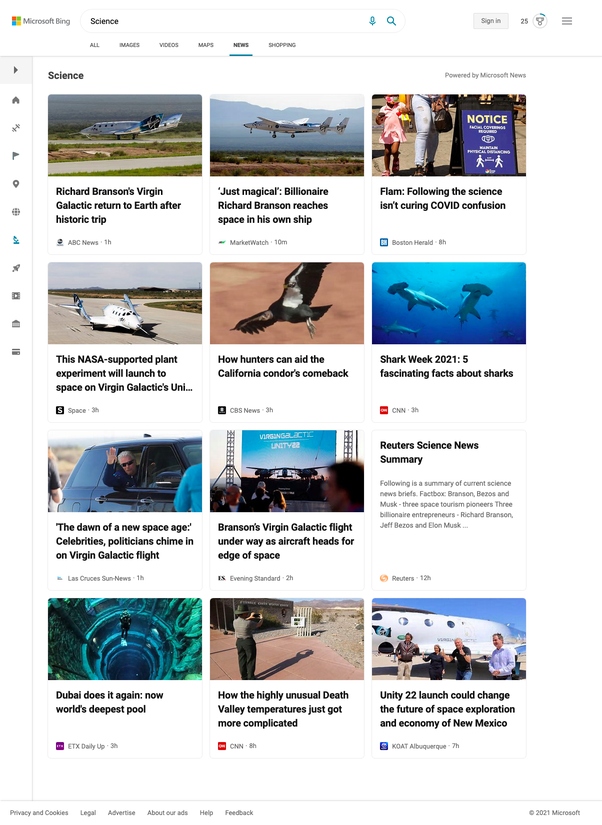 Microsoft Bing
Science
Sign in
25
ALL
IMAGES
VIDEOS
MAPS
NEWS
SHOPPING
Science
Powered by Microsoft News
NOTICE
FACIAL COVERINGS
REQUIRED
MAINTAIN PHYSICAL
DISTANCING
Richard Branson's Virgin
Galactic return to Earth after
historic trip
ABC News · 1h
‘Just magical’: Billionaire
Richard Branson reaches
space in his own ship
MarketWatch · 10m
Flam: Following the science
isn’t curing COVID confusion
Boston Herald · 8h
This NASA-supported plant
experiment will launch to
space on Virgin Galactic's Uni...
S
Space · 3h
How hunters can aid the
California condor's comeback
CBS News · 3h
Shark Week 2021: 5
fascinating facts about sharks
CNN
CNN · 3h
VIRGIN GALACTIC
UNITY22
'The dawn of a new space age:'
Celebrities, politicians chime in
on Virgin Galactic flight
Las Cruces Sun-News · 1h
Branson’s Virgin Galactic flight
under way as aircraft heads for
edge of space
ES
Evening Standard · 2h
Reuters Science News
Summary
Following is a summary of current science
news briefs. Factbox: Branson, Bezos and
Musk - three space tourism pioneers Three
billionaire entrepreneurs - Richard Branson,
Jeff Bezos and Elon Musk ...
Reuters · 12h
Dubai does it again: now
world's deepest pool
ETX
ETX Daily Up · 3h
How the highly unusual Death
Valley temperatures just got
more complicated
CNN
CNN · 8h
Unity 22 launch could change
the future of space exploration
and economy of New Mexico
KOAT Albuquerque · 7h
Privacy and Cookies
Legal
Advertise
About our ads
Help
Feedback
© 2021 Microsoft